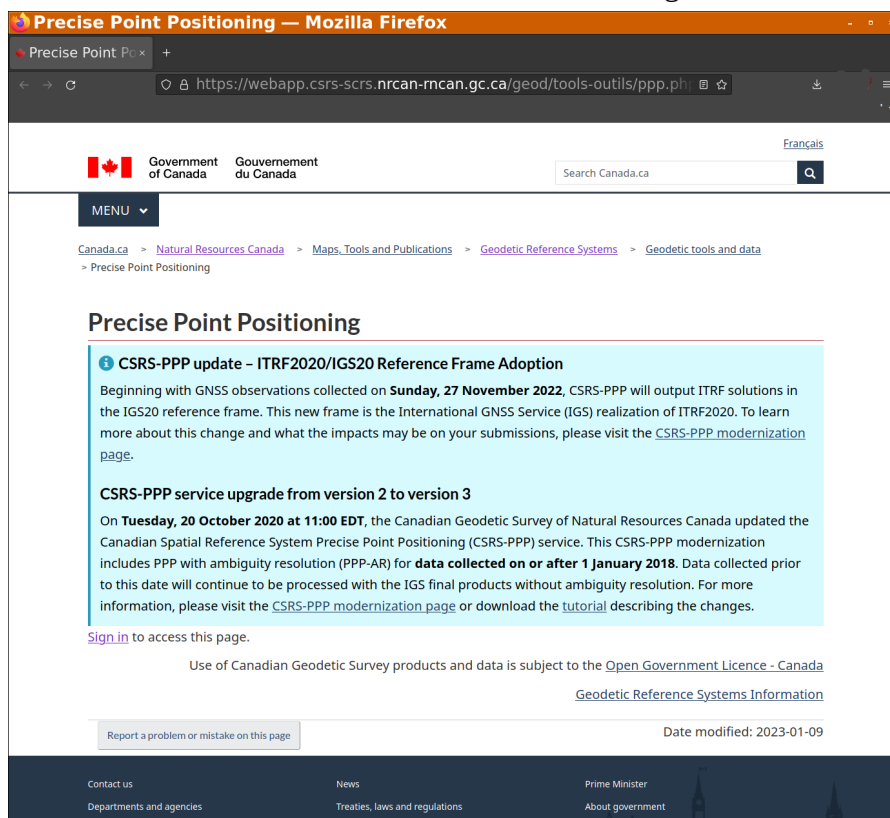 Precise Point Positioning — Mozilla Firefox
Precise Point Po
https://webapp.csrs-scrs.nrcan-rncan.gc.ca/geod/tools-outils/ppp.ph
Français
Government Gouvernement
of Canada du Canada
Search Canada.ca
MENU
Canada.ca > Natural Resources Canada > Maps, Tools and Publications > Geodetic Reference Systems > Geodetic tools and data
> Precise Point Positioning
Precise Point Positioning
CSRS-PPP update – ITRF2020/IGS20 Reference Frame Adoption
Beginning with GNSS observations collected on Sunday, 27 November 2022, CSRS-PPP will output ITRF solutions in
the IGS20 reference frame. This new frame is the International GNSS Service (IGS) realization of ITRF2020. To learn
more about this change and what the impacts may be on your submissions, please visit the CSRS-PPP modernization
page.
CSRS-PPP service upgrade from version 2 to version 3
On Tuesday, 20 October 2020 at 11:00 EDT, the Canadian Geodetic Survey of Natural Resources Canada updated the
Canadian Spatial Reference System Precise Point Positioning (CSRS-PPP) service. This CSRS-PPP modernization
includes PPP with ambiguity resolution (PPP-AR) for data collected on or after 1 January 2018. Data collected prior
to this date will continue to be processed with the IGS final products without ambiguity resolution. For more
information, please visit the CSRS-PPP modernization page or download the tutorial describing the changes.
Sign in to access this page.
Use of Canadian Geodetic Survey products and data is subject to the Open Government Licence - Canada
Geodetic Reference Systems Information
Report a problem or mistake on this page
Date modified: 2023-01-09
Contact us News Prime Minister
Departments and agencies Treaties, laws and regulations About government